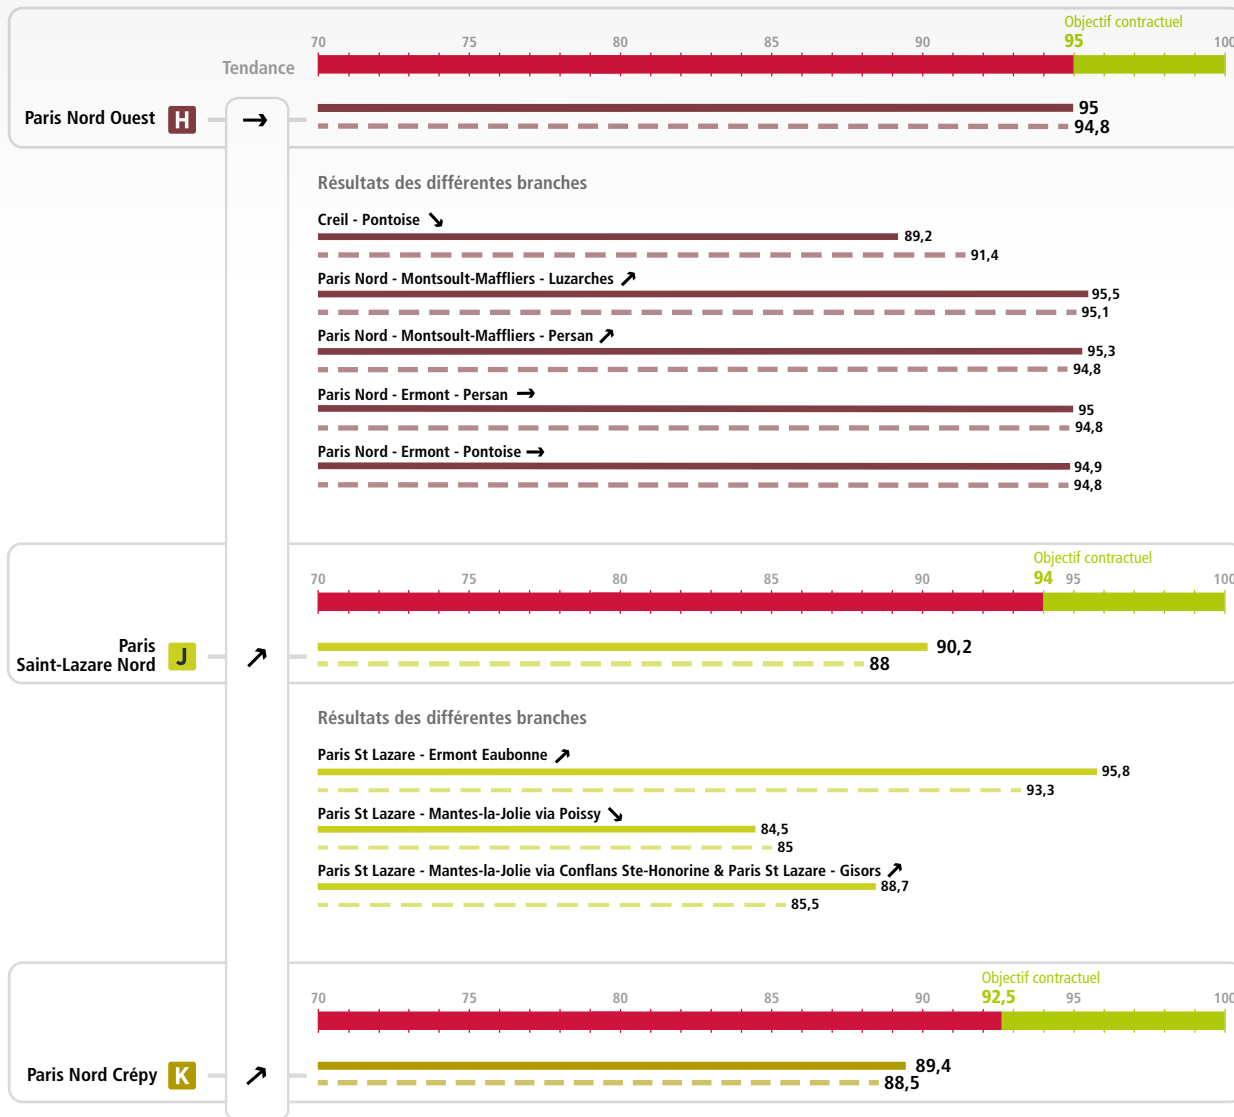 Objectif contractuel
70 75 80 85 90 95 100
Tendance
Paris Nord Ouest H → 95
94,8
Résultats des différentes branches
Creil - Pontoise ↘
89,2
91,4
Paris Nord - Montsoult-Maffliers - Luzarches ↗
95,5
95,1
Paris Nord - Montsoult-Maffliers - Persan ↗
95,3
94,8
Paris Nord - Ermont - Persan →
95
94,8
Paris Nord - Ermont - Pontoise →
94,9
94,8
Objectif contractuel
70 75 80 85 90 94 95 100
Paris
Saint-Lazare Nord J ↗ 90,2
88
Résultats des différentes branches
Paris St Lazare - Ermont Eaubonne ↗
95,8
93,3
Paris St Lazare - Mantes-la-Jolie via Poissy ↘
84,5
85
Paris St Lazare - Mantes-la-Jolie via Conflans Ste-Honorine & Paris St Lazare - Gisors ↗
88,7
85,5
Objectif contractuel
70 75 80 85 90 92,5 95 100
Paris Nord Crépy K ↗ 89,4
88,5